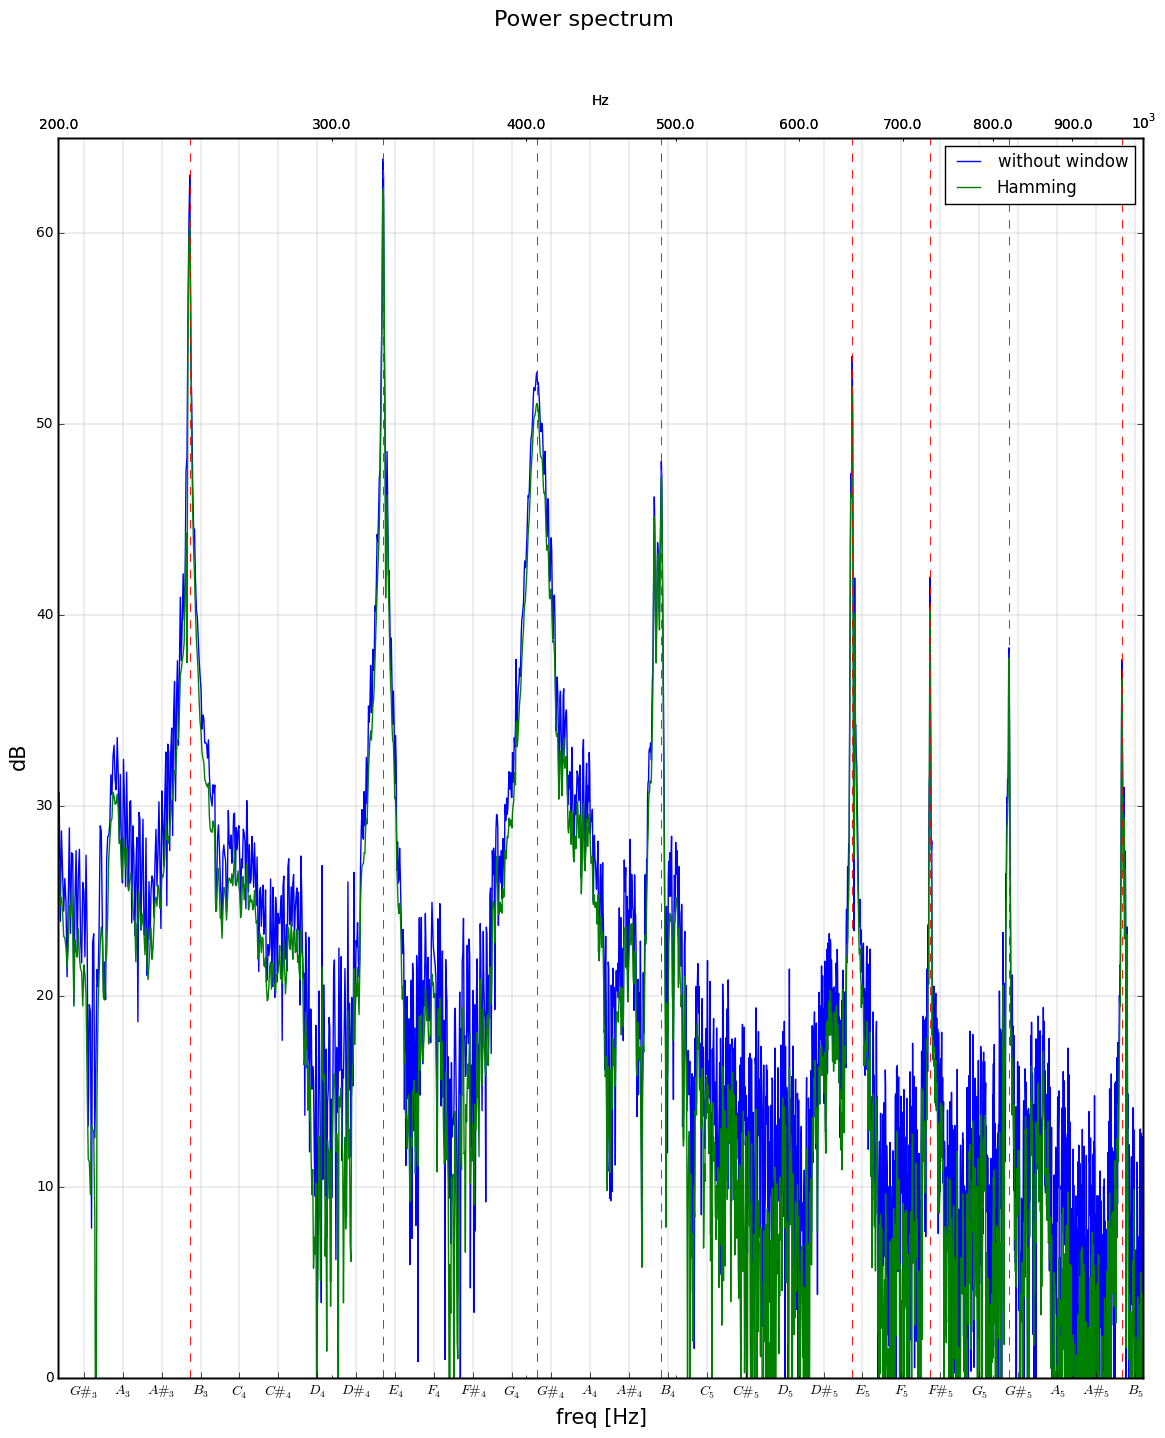 Power spectrum
Hz
200.0 300.0 400.0 500.0 600.0 700.0 800.0 900.0 10³
without window
Hamming
60
50
40
30
20
10
0
dB
G#₃ A₃ A#₃ B₃ C₄ C#₄ D₄ D#₄ E₄ F₄ F#₄ G₄ G#₄ A₄ A#₄ B₄ C₅ C#₅ D₅ D#₅ E₅ F₅ F#₅ G₅ G#₅ A₅ A#₅ B₅
freq [Hz]